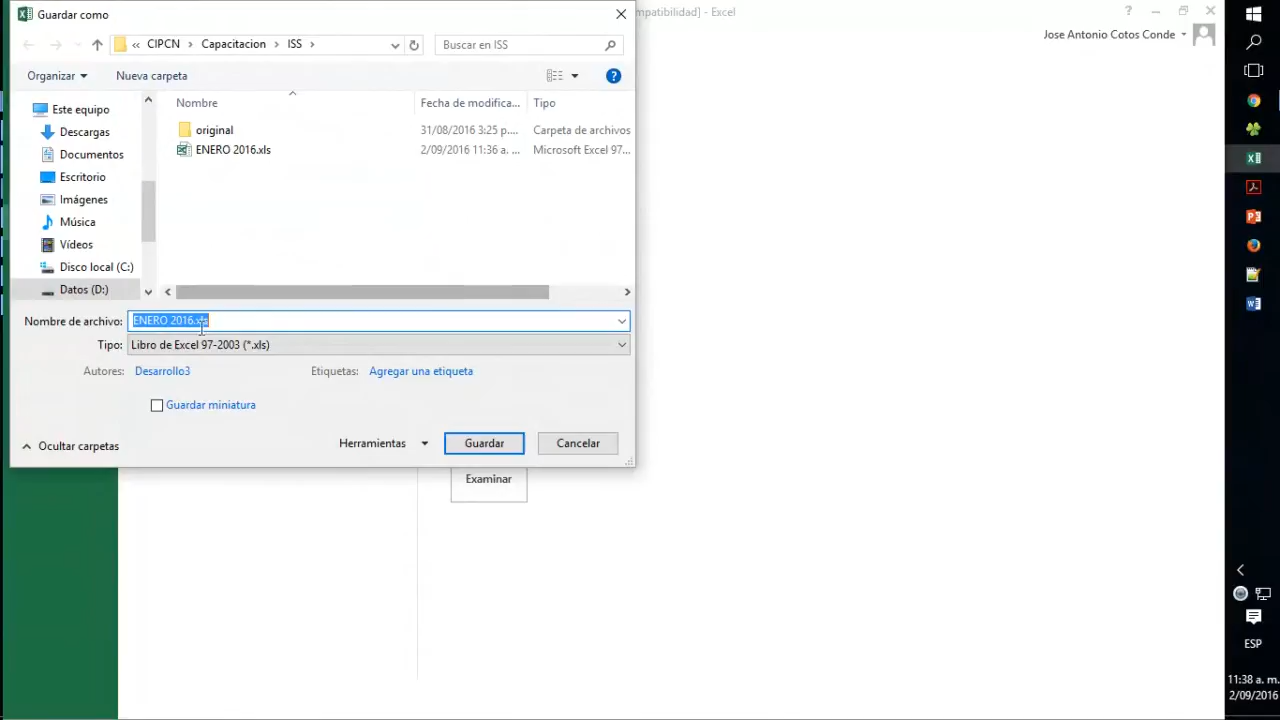 Guardar como
mpatibilidad] - Excel
?
Jose Antonio Cotos Conde
« CIPCN > Capacitacion > ISS >
Buscar en ISS
Organizar
Nueva carpeta
?
Nombre
Fecha de modifica...
Tipo
Este equipo
Descargas
Documentos
Escritorio
Imágenes
Música
Vídeos
Disco local (C:)
Datos (D:)
original
31/08/2016 3:25 p....
Carpeta de archivos
ENERO 2016.xls
2/09/2016 11:36 a. ...
Microsoft Excel 97...
Nombre de archivo:
ENERO 2016.xls
Tipo:
Libro de Excel 97-2003 (*.xls)
Autores:
Desarrollo3
Etiquetas:
Agregar una etiqueta
Guardar miniatura
Ocultar carpetas
Herramientas
Guardar
Cancelar
Examinar
ESP
11:38 a. m.
2/09/2016